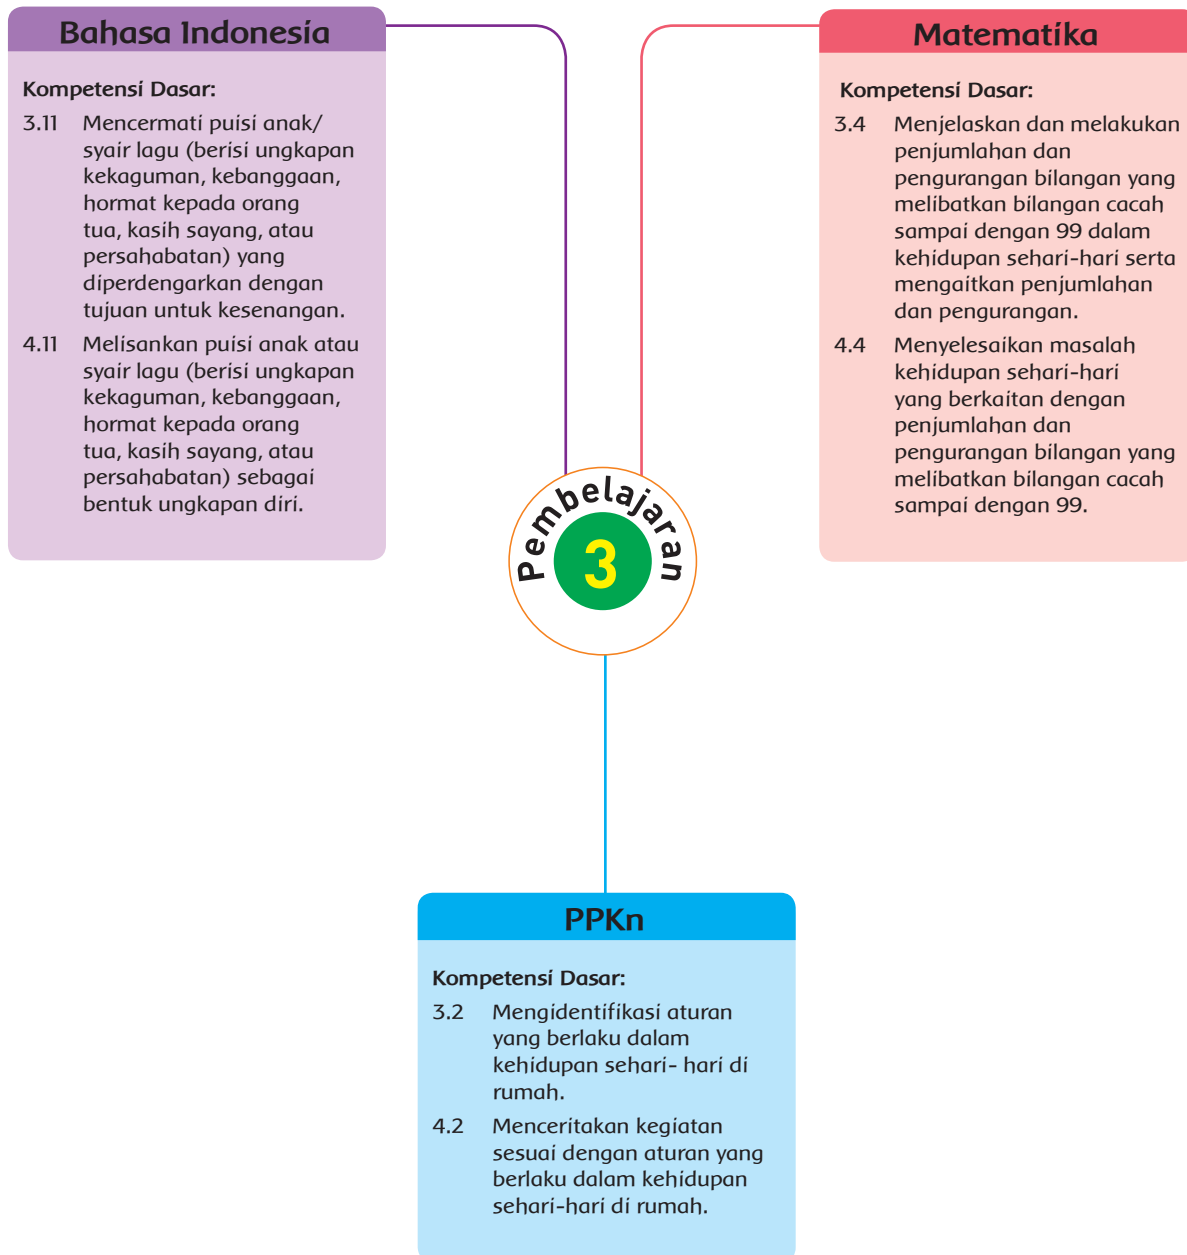 Bahasa Indonesia
Kompetensi Dasar:
3.11 Mencermati puisi anak/
syair lagu (berisi ungkapan
kekaguman, kebanggaan,
hormat kepada orang
tua, kasih sayang, atau
persahabatan) yang
diperdengarkan dengan
tujuan untuk kesenangan.
4.11 Melisankan puisi anak atau
syair lagu (berisi ungkapan
kekaguman, kebanggaan,
hormat kepada orang
tua, kasih sayang, atau
persahabatan) sebagai
bentuk ungkapan diri.
Matematika
Kompetensi Dasar:
3.4 Menjelaskan dan melakukan
penjumlahan dan
pengurangan bilangan yang
melibatkan bilangan cacah
sampai dengan 99 dalam
kehidupan sehari-hari serta
mengaitkan penjumlahan
dan pengurangan.
4.4 Menyelesaikan masalah
kehidupan sehari-hari
yang berkaitan dengan
penjumlahan dan
pengurangan bilangan yang
melibatkan bilangan cacah
sampai dengan 99.
Pembelajaran
3
PPKn
Kompetensi Dasar:
3.2 Mengidentifikasi aturan
yang berlaku dalam
kehidupan sehari- hari di
rumah.
4.2 Menceritakan kegiatan
sesuai dengan aturan yang
berlaku dalam kehidupan
sehari-hari di rumah.